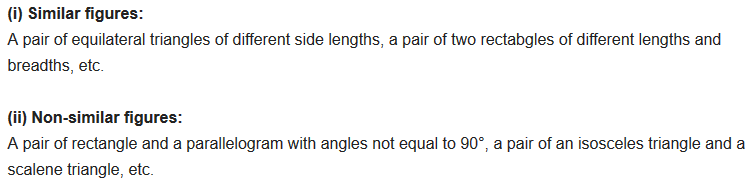 (i) Similar figures:
A pair of equilateral triangles of different side lengths, a pair of two rectabgles of different lengths and
breadths, etc.
(ii) Non-similar figures:
A pair of rectangle and a parallelogram with angles not equal to 90°, a pair of an isosceles triangle and a
scalene triangle, etc.